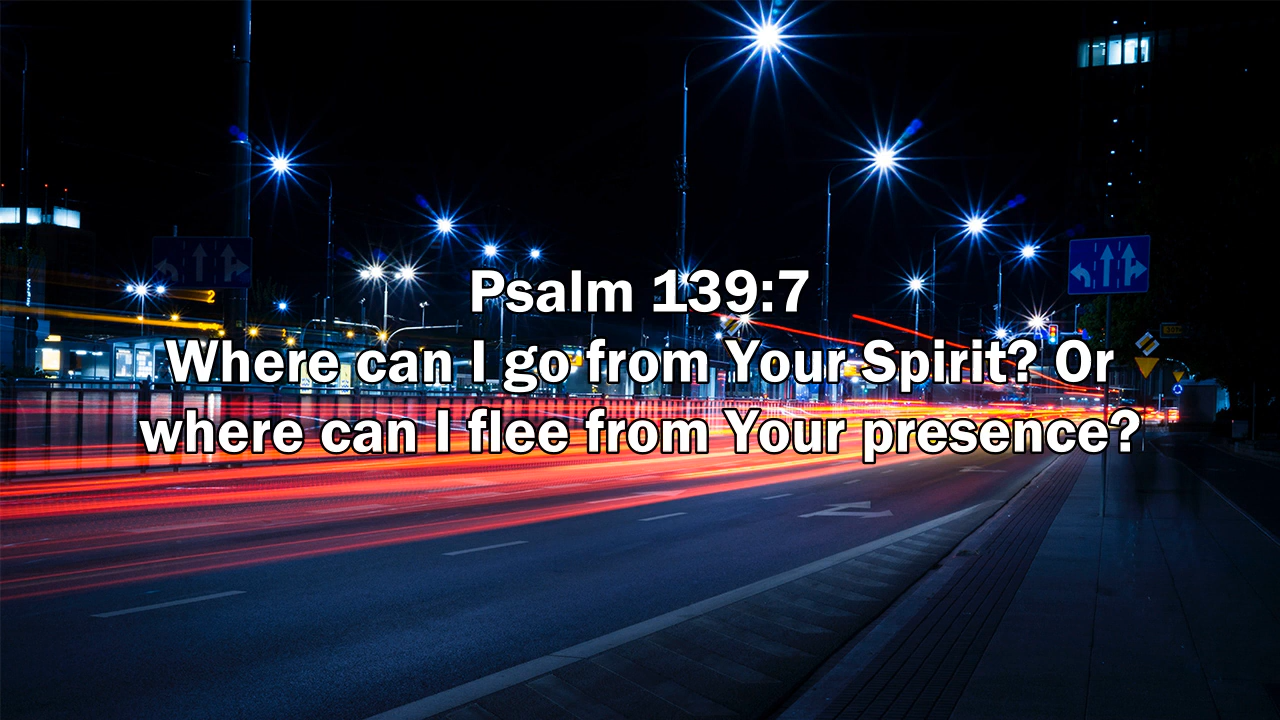 Psalm 139:7
Where can I go from Your Spirit? Or
where can I flee from Your presence?